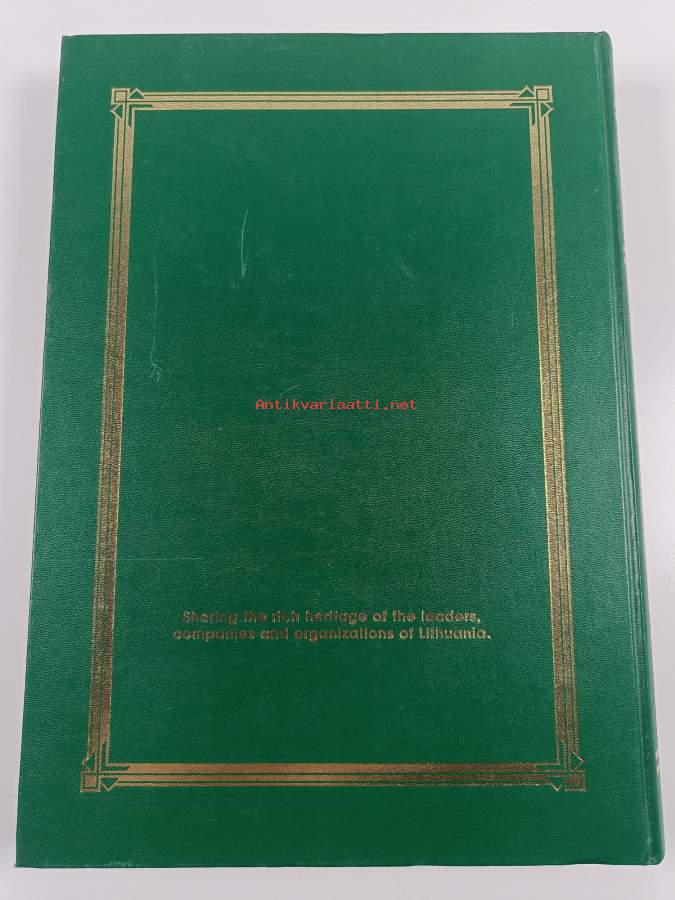 Antikvariaatti.net
Sharing the rich heritage of the leaders,
companies and organizations of Lithuania.